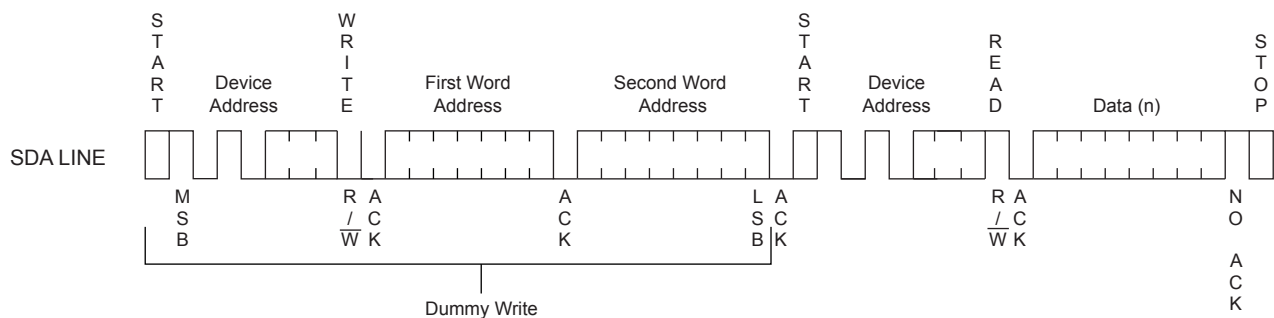 START
WRITE
START
READ
STOP
Device
Address
First Word
Address
Second Word
Address
Device
Address
Data (n)
SDA LINE
MSB
R/W
ACK
ACK
LSB
ACK
R/W
ACK
NO ACK
Dummy Write